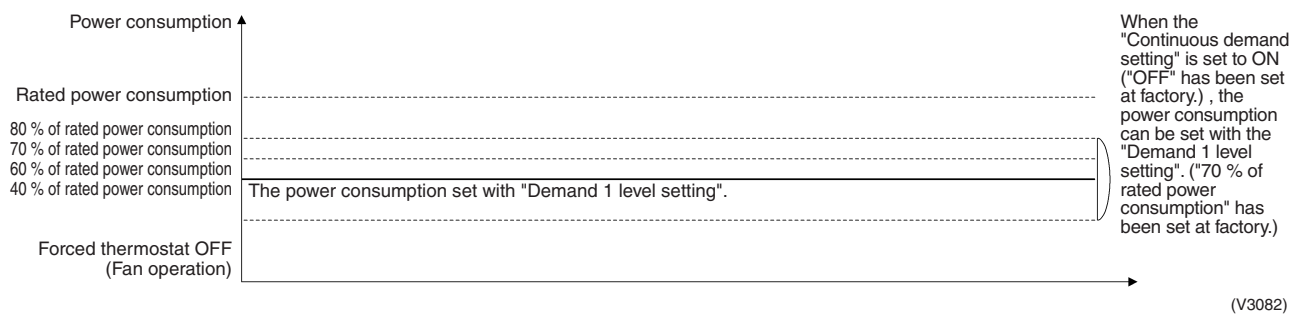 Power consumption
Rated power consumption
80 % of rated power consumption
70 % of rated power consumption
60 % of rated power consumption
40 % of rated power consumption
The power consumption set with "Demand 1 level setting".
Forced thermostat OFF
(Fan operation)
When the
"Continuous demand
setting" is set to ON
("OFF" has been set
at factory.) , the
power consumption
can be set with the
"Demand 1 level
setting". ("70 % of
rated power
consumption" has
been set at factory.)
(V3082)